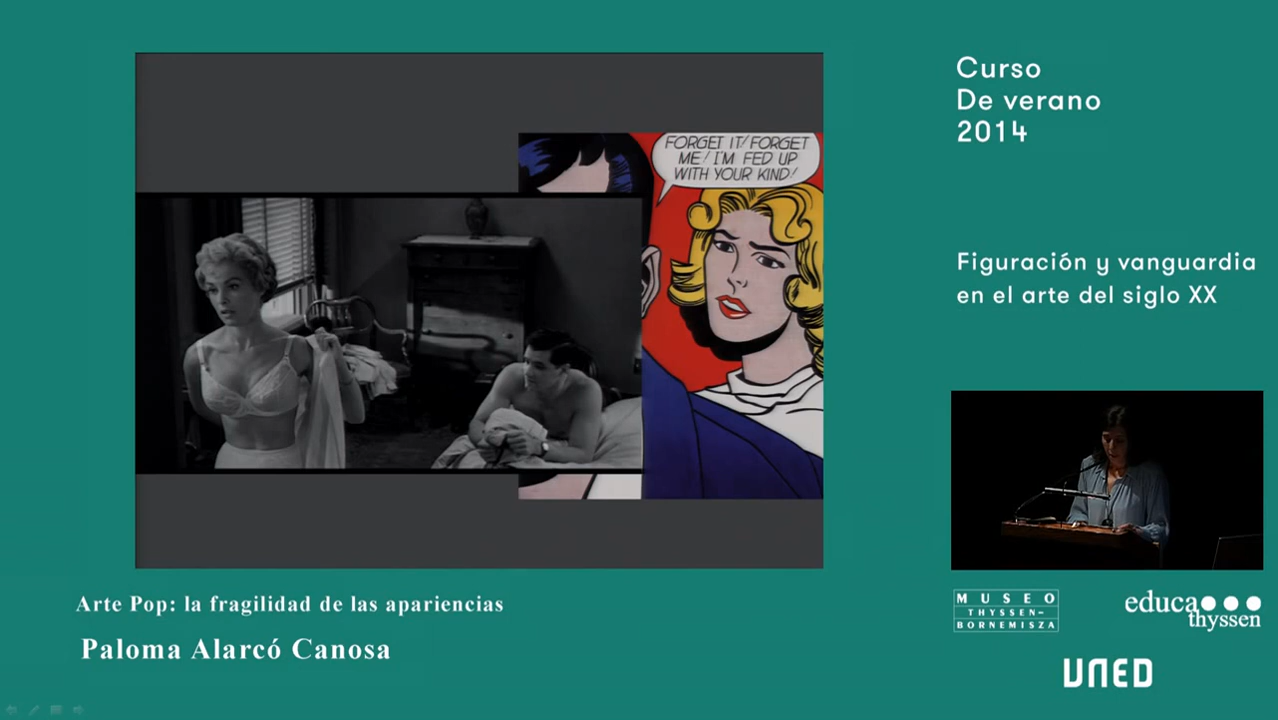 Curso
De verano
2014
FORGET IT! FORGET
ME! I'M FED UP
WITH YOUR KIND!
Figuración y vanguardia
en el arte del siglo XX
Arte Pop: la fragilidad de las apariencias
Paloma Alarcó Canosa
MUSEO
THYSSEN-
BORNEMISZA
educa
thyssen
UNED